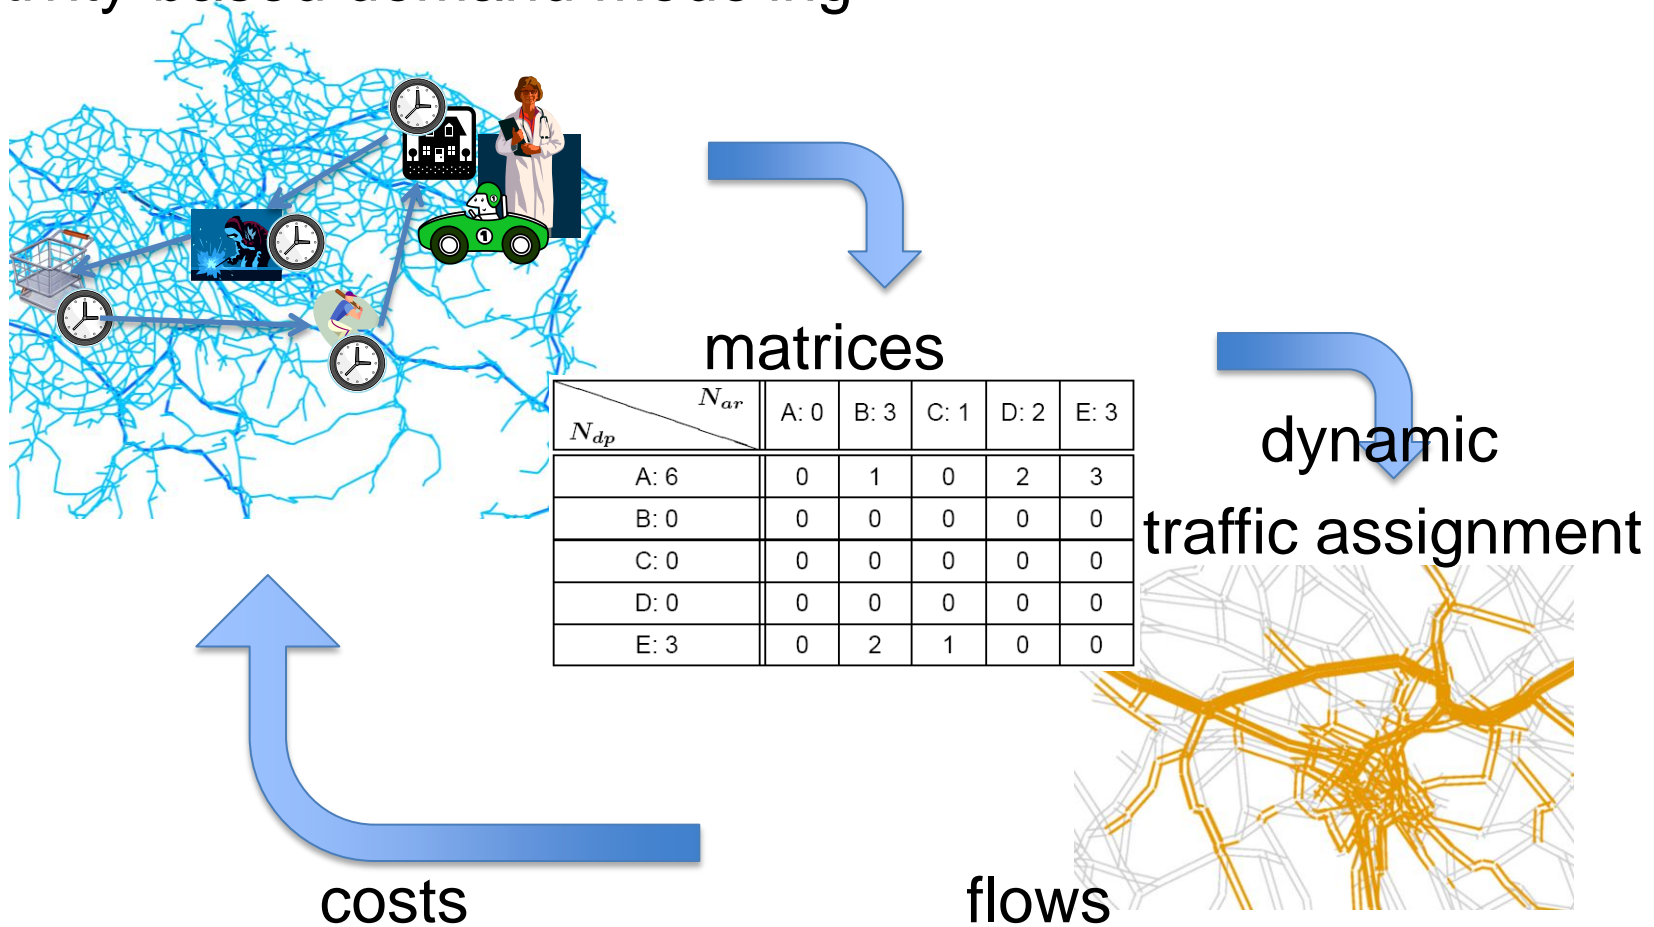 matrices
N_ar
N_dp
A: 0 B: 3 C: 1 D: 2 E: 3
A: 6 0 1 0 2 3
B: 0 0 0 0 0 0
C: 0 0 0 0 0 0
D: 0 0 0 0 0 0
E: 3 0 2 1 0 0
dynamic
traffic assignment
1
costs
flows